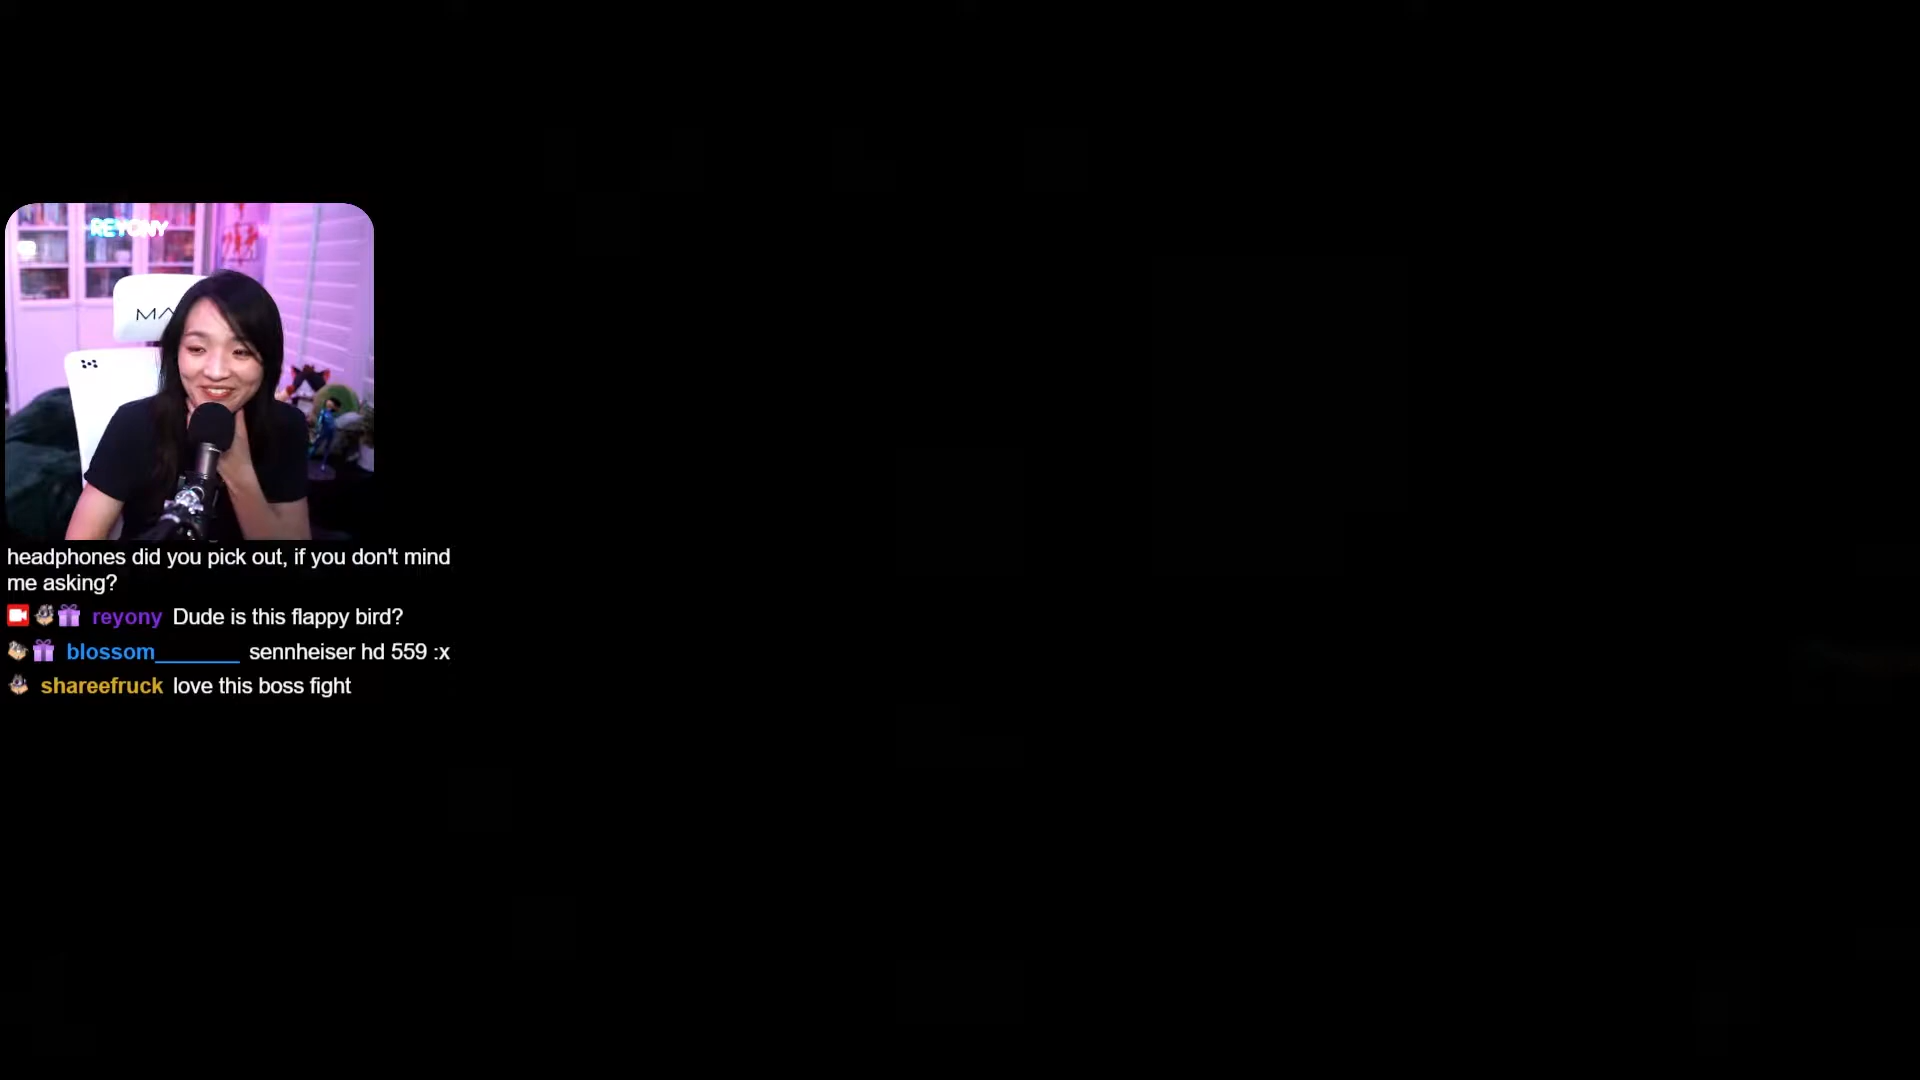 REYONY
MA
headphones did you pick out, if you don't mind
me asking?
reyony Dude is this flappy bird?
blossom_______ sennheiser hd 559 :x
shareefruck love this boss fight